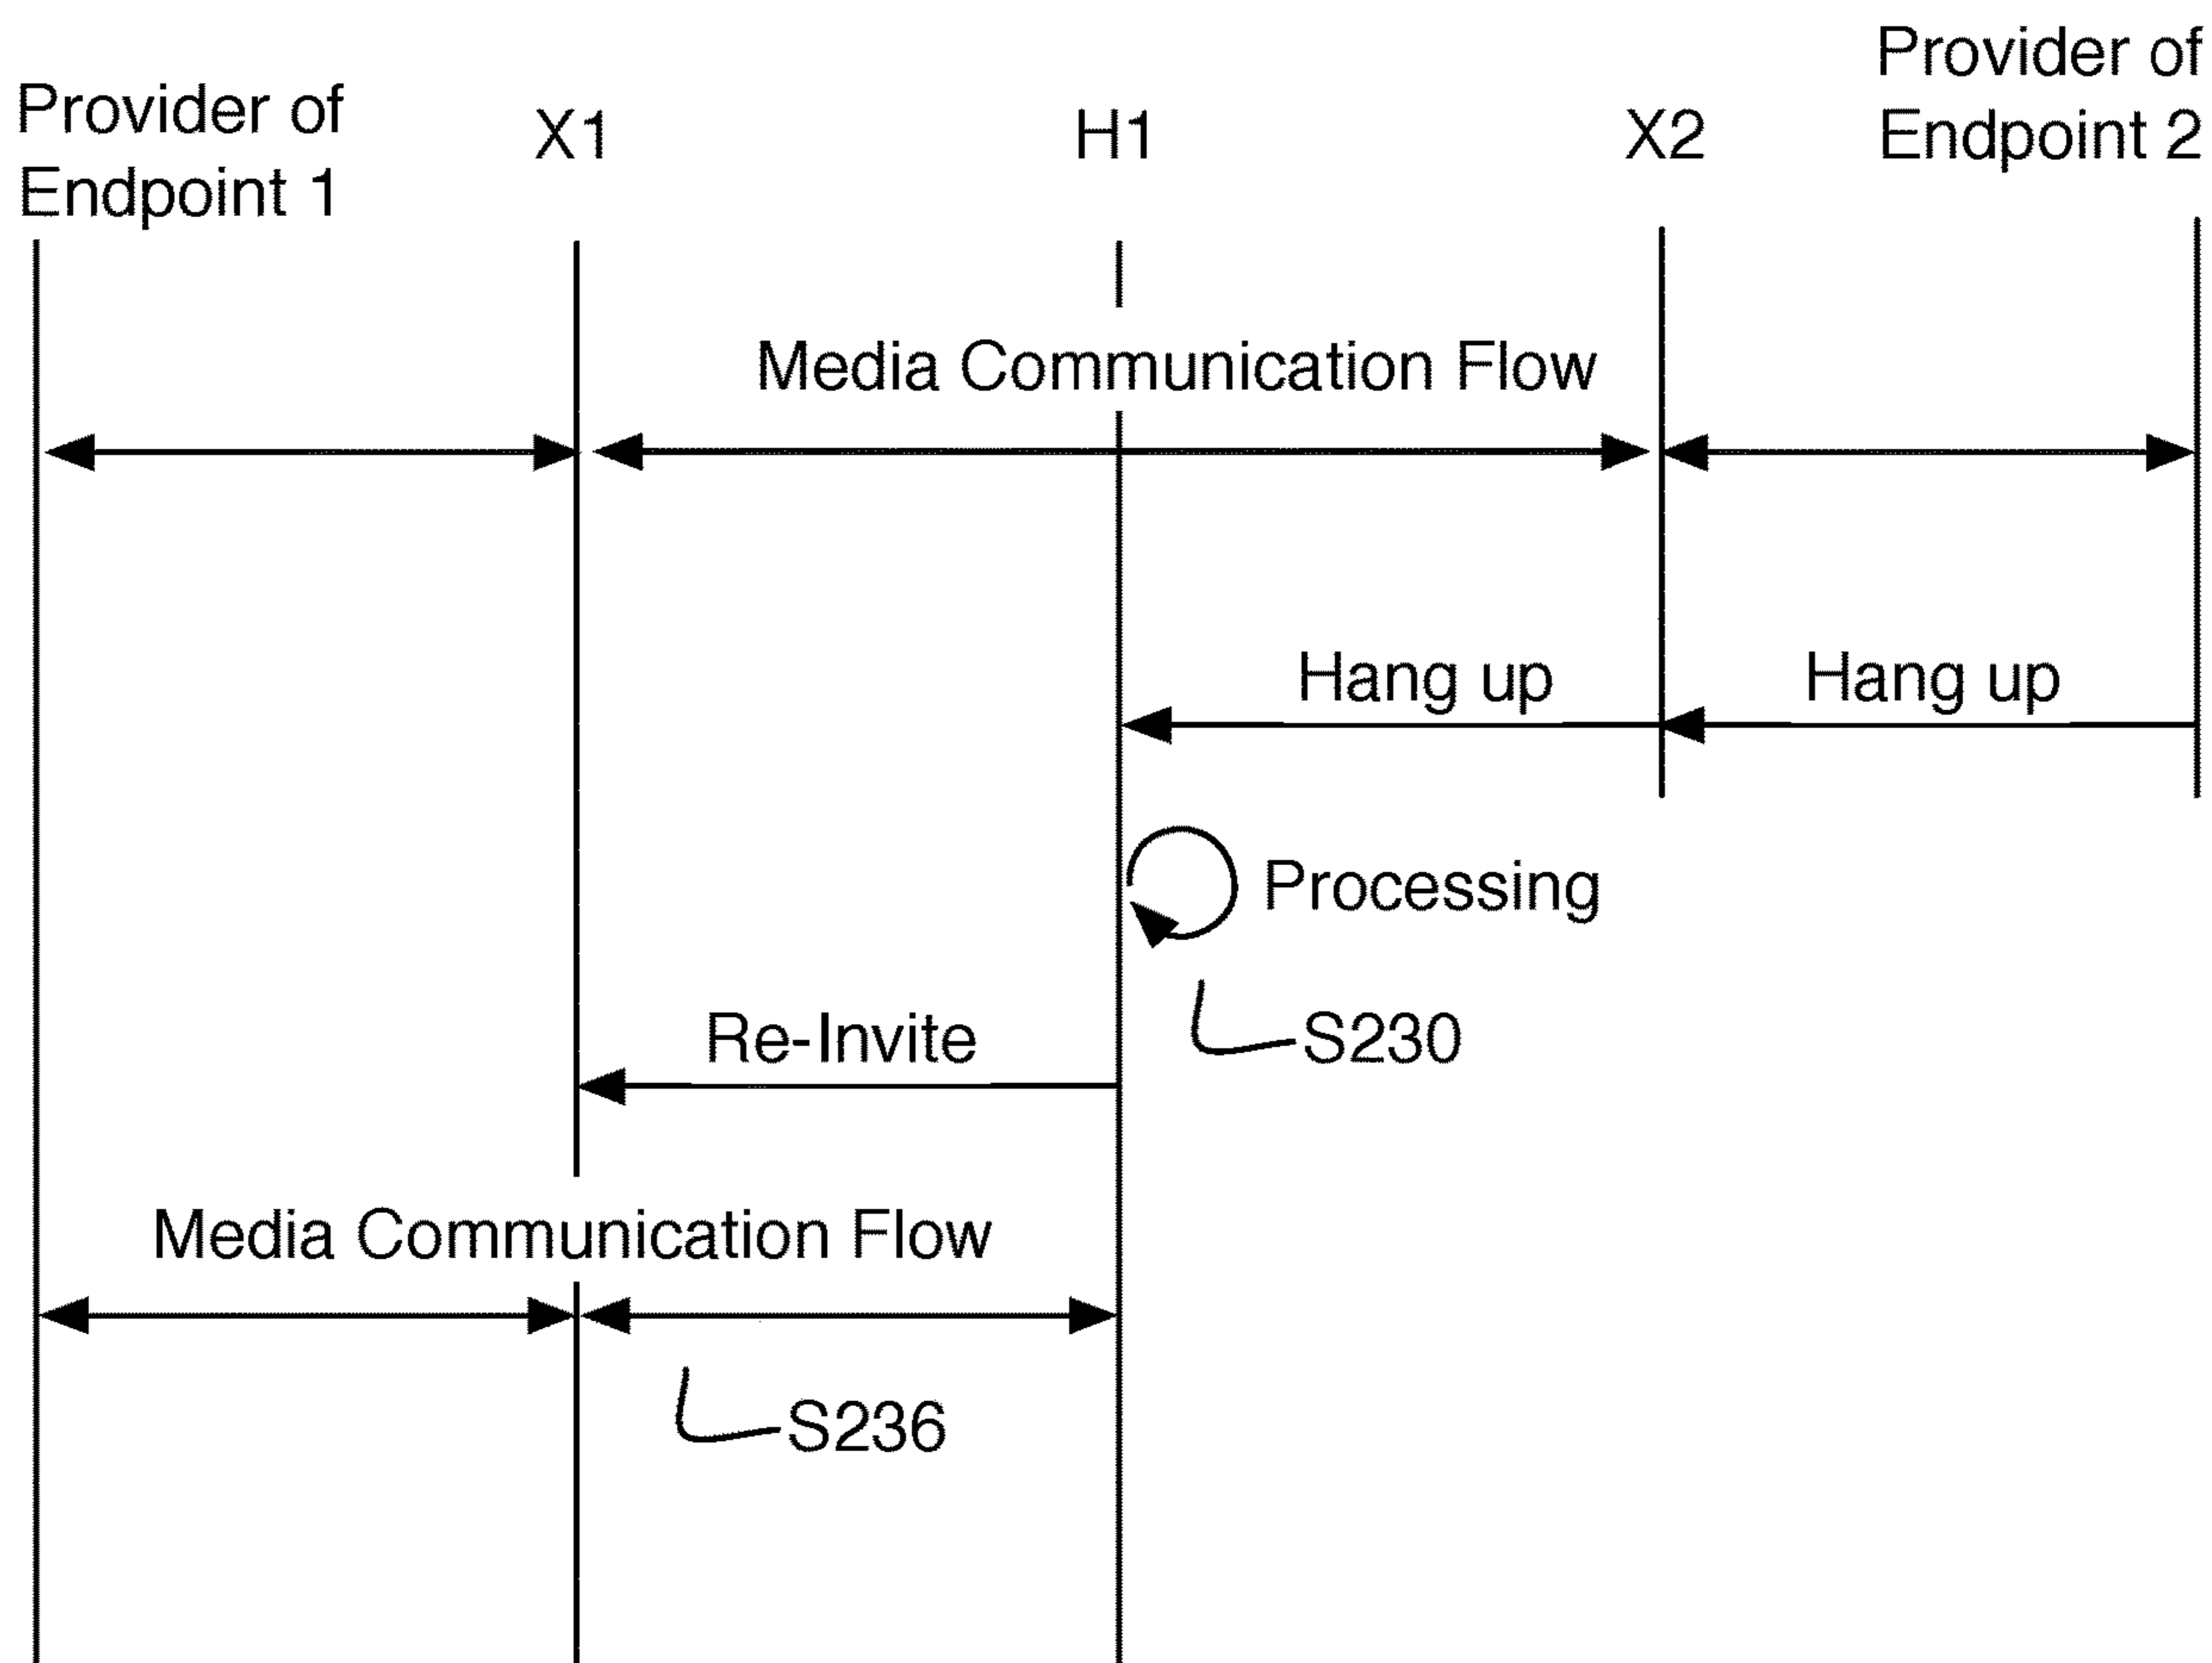 Provider of
Endpoint 1
X1
H1
X2
Provider of
Endpoint 2
Media Communication Flow
Hang up
Hang up
Processing
S230
Re-Invite
Media Communication Flow
S236